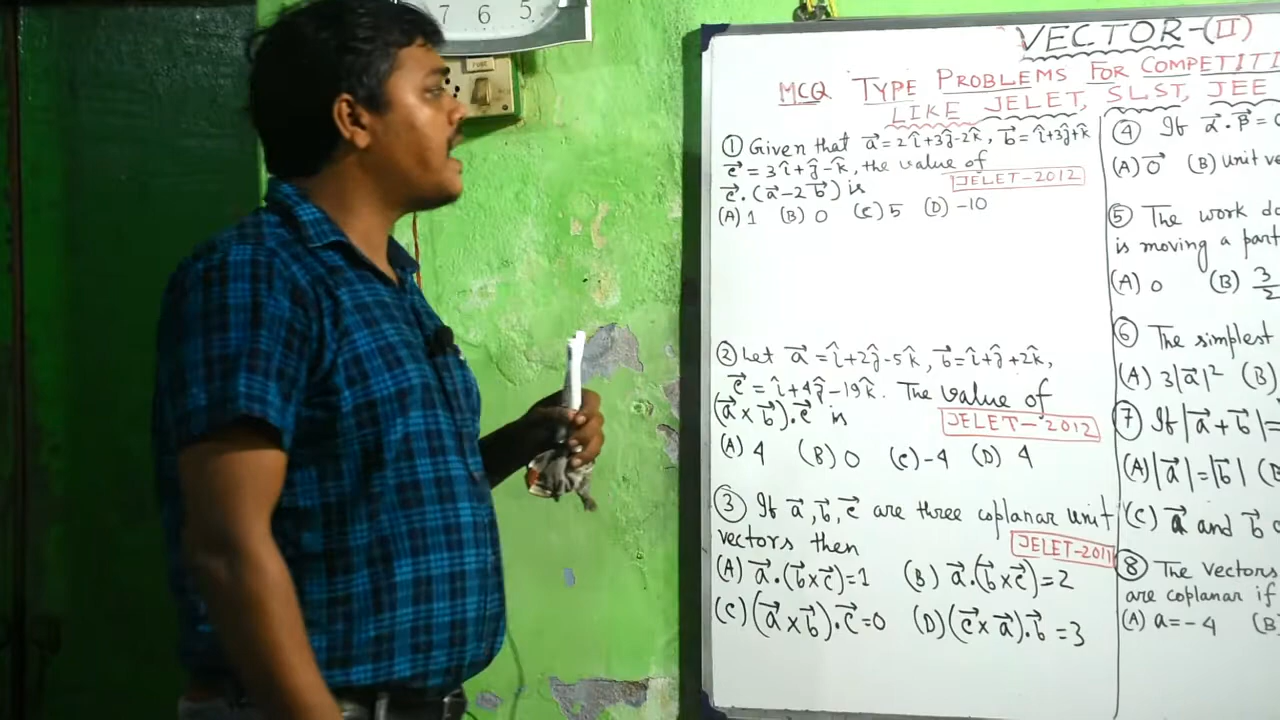 7 6 5
FUSE
VECTOR-(II)
MCQ TYPE PROBLEMS FOR COMPETITI
LIKE JELET, SLST, JEE
① Given that a⃗ = 2î+3ĵ-2k̂, b⃗ = î+3ĵ+k̂
c⃗ = 3î+ĵ-k̂, the value of
c⃗.(a⃗-2b⃗) is JELET-2012
(A) 1 (B) 0 (C) 5 (D) -10
② Let a⃗ = î+2ĵ-5k̂, b⃗ = î+ĵ+2k̂,
c⃗ = î+4ĵ-19k̂. The value of
(a⃗×b⃗).c⃗ is JELET-2012
(A) 4 (B) 0 (C) -4 (D) 4
③ If a⃗, b⃗, c⃗ are three coplanar unit
vectors then JELET-2011
(A) a⃗.(b⃗×c⃗)=1 (B) a⃗.(b⃗×c⃗)=2
(C) (a⃗×b⃗).c⃗=0 (D) (c⃗×a⃗).b⃗=3
④ If α⃗.β⃗=
(A) 0⃗ (B) unit ve
⑤ The work do
is moving a part
(A) 0 (B) 3/2
⑥ The simplest
(A) 3|a⃗|² (B)
⑦ If |a⃗+b⃗|=
(A) |a⃗|=|b⃗| (B
(C) a⃗ and b⃗
⑧ The vectors
are coplanar if
(A) a=-4 (B)